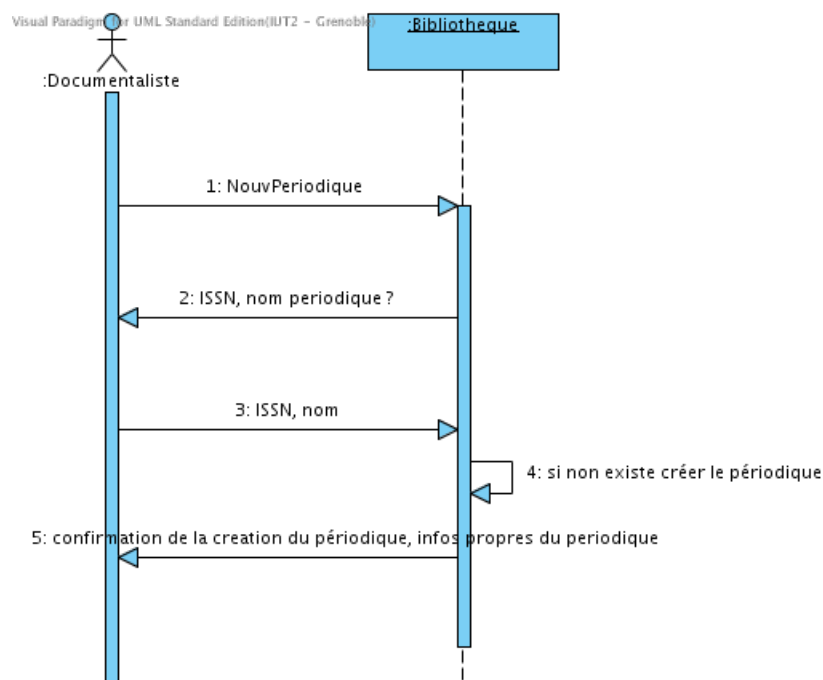 Visual Paradigm for UML Standard Edition(IUT2 - Grenoble)
:Bibliotheque
:Documentaliste
1: NouvPeriodique
2: ISSN, nom periodique ?
3: ISSN, nom
4: si non existe créer le périodique
5: confirmation de la creation du périodique, infos propres du periodique